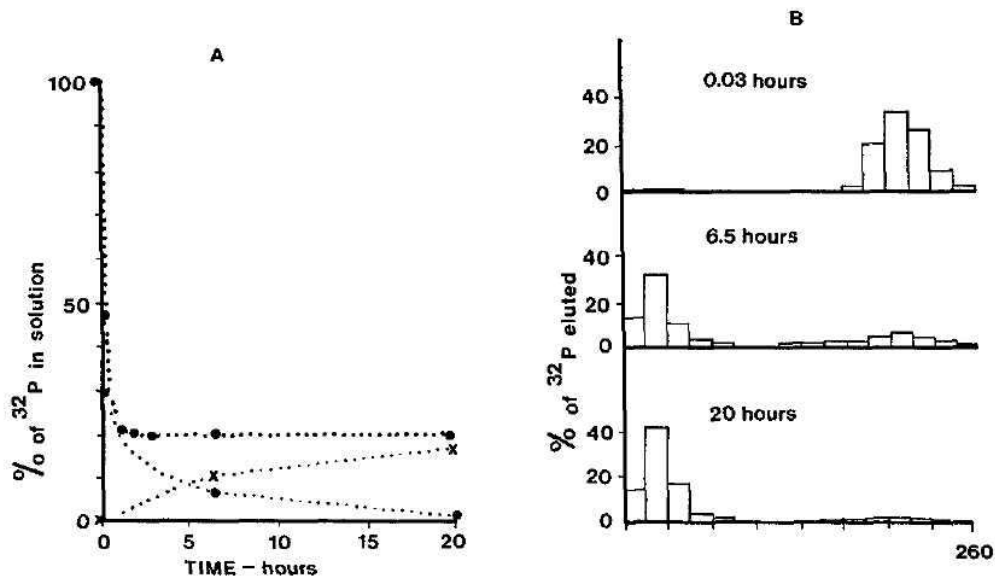 A
100
50
0
% of 32P in solution
0 5 10 15 20
TIME – hours
B
0.03 hours
40
20
0
6.5 hours
40
20
0
20 hours
40
20
0
% of 32P eluted
260